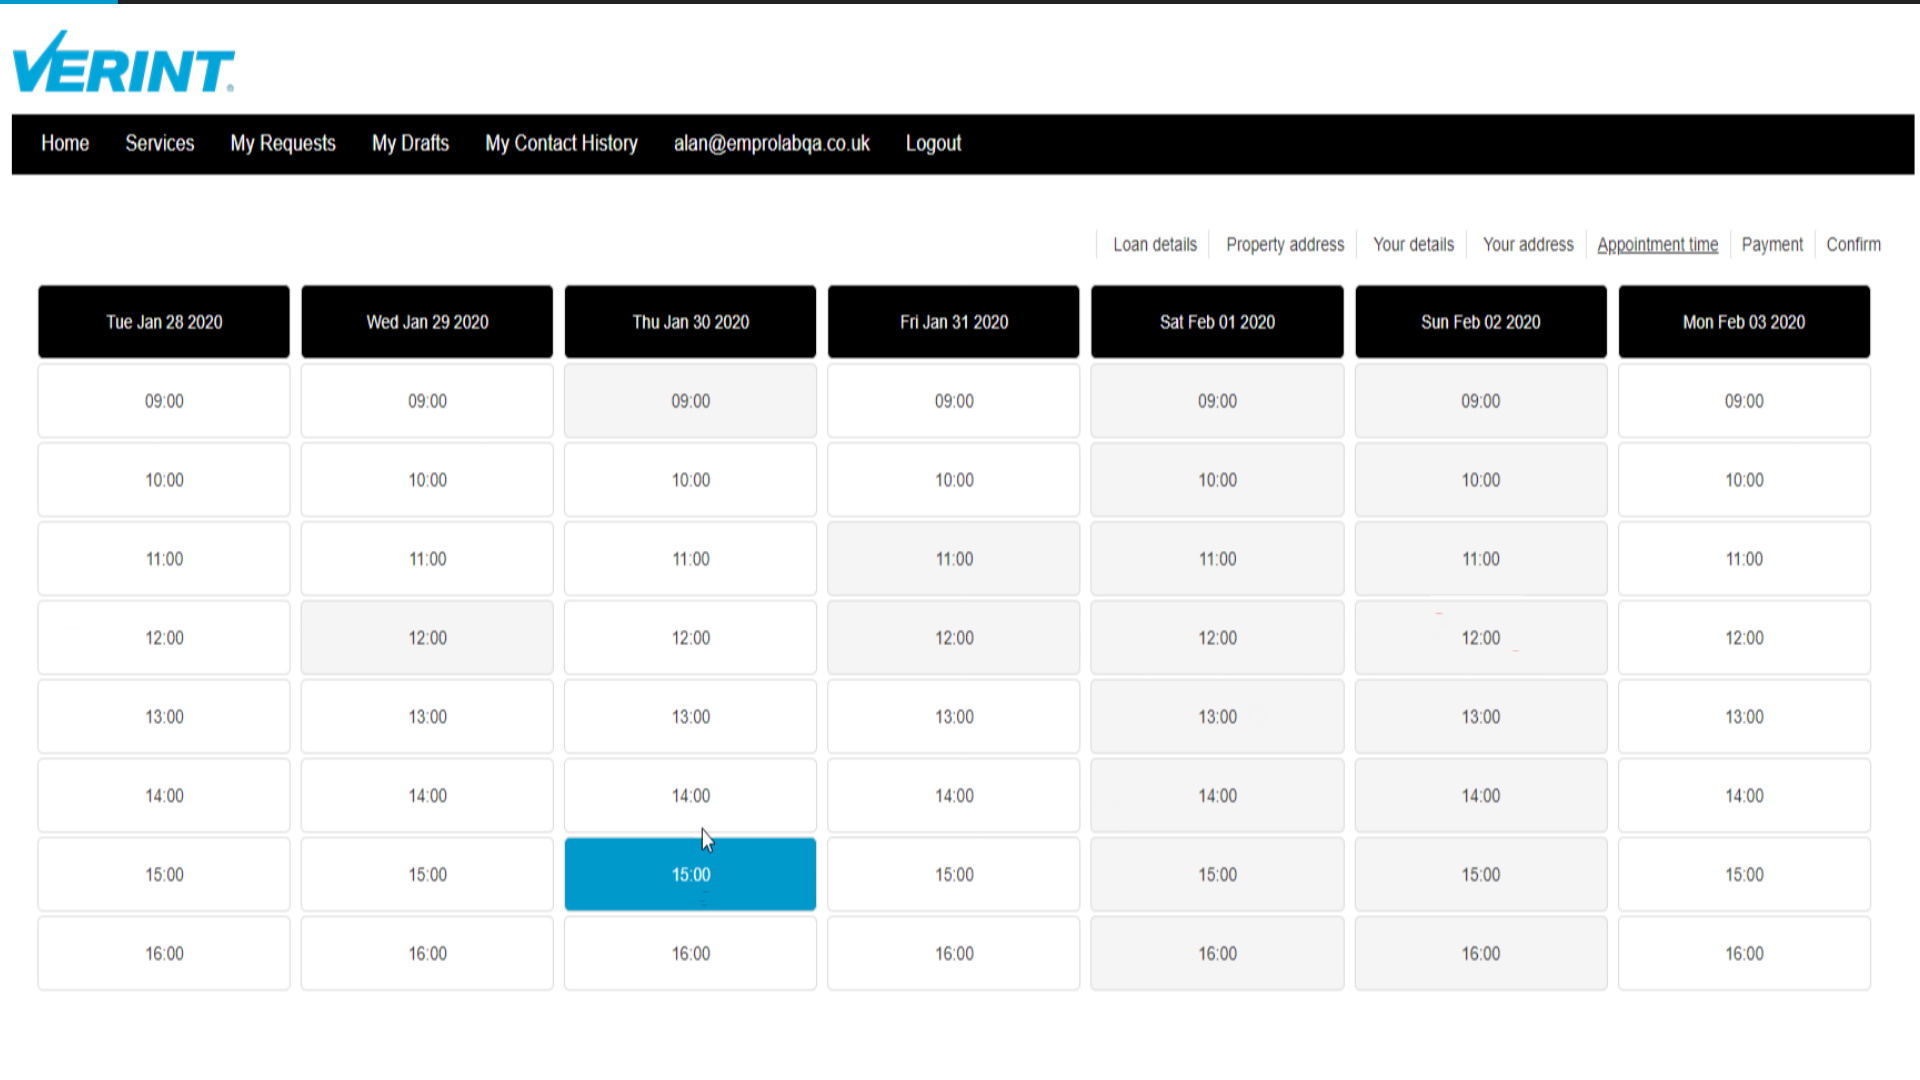 VERINT.
Home Services My Requests My Drafts My Contact History alan@emprolabqa.co.uk Logout
Loan details Property address Your details Your address Appointment time Payment Confirm
Tue Jan 28 2020 Wed Jan 29 2020 Thu Jan 30 2020 Fri Jan 31 2020 Sat Feb 01 2020 Sun Feb 02 2020 Mon Feb 03 2020
09:00 09:00 09:00 09:00 09:00 09:00 09:00
10:00 10:00 10:00 10:00 10:00 10:00 10:00
11:00 11:00 11:00 11:00 11:00 11:00 11:00
12:00 12:00 12:00 12:00 12:00 12:00 12:00
13:00 13:00 13:00 13:00 13:00 13:00 13:00
14:00 14:00 14:00 14:00 14:00 14:00 14:00
15:00 15:00 15:00 15:00 15:00 15:00 15:00
16:00 16:00 16:00 16:00 16:00 16:00 16:00